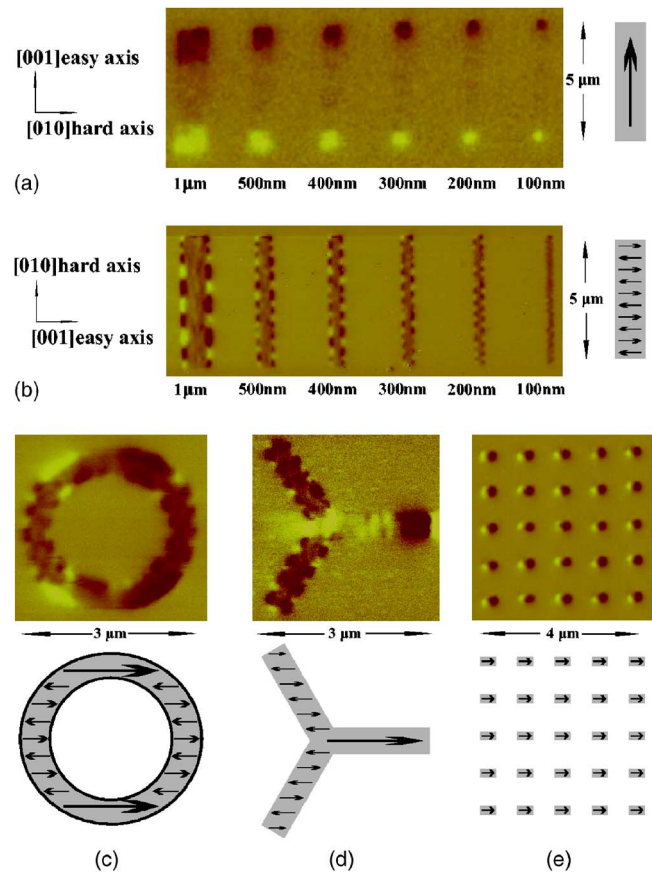 [001]easy axis
[010]hard axis
5 μm
(a)
1μm 500nm 400nm 300nm 200nm 100nm
[010]hard axis
[001]easy axis
5 μm
(b)
1μm 500nm 400nm 300nm 200nm 100nm
3 μm 3 μm 4 μm
(c) (d) (e)